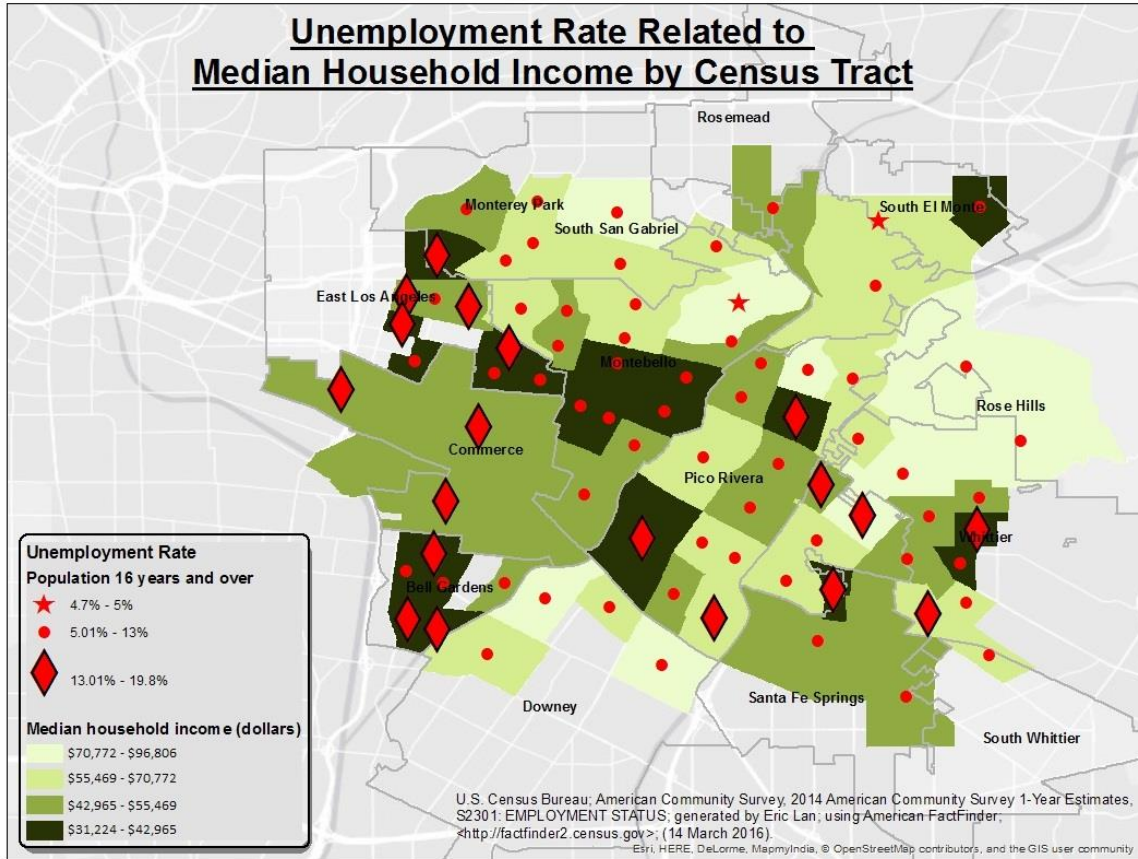 Unemployment Rate Related to
Median Household Income by Census Tract
Rosemead
Monterey Park
South El Monte
South San Gabriel
East Los Angeles
Montebello
Rose Hills
Commerce
Pico Rivera
Whittier
Bell Gardens
Downey
Santa Fe Springs
South Whittier
Unemployment Rate
Population 16 years and over
4.7% - 5%
5.01% - 13%
13.01% - 19.8%
Median household income (dollars)
$70,772 - $96,806
$55,469 - $70,772
$42,965 - $55,469
$31,224 - $42,965
U.S. Census Bureau; American Community Survey, 2014 American Community Survey 1-Year Estimates,
S2301: EMPLOYMENT STATUS; generated by Eric Lan; using American FactFinder;
<http://factfinder2.census.gov>; (14 March 2016).
Esri, HERE, DeLorme, MapmyIndia, © OpenStreetMap contributors, and the GIS user community